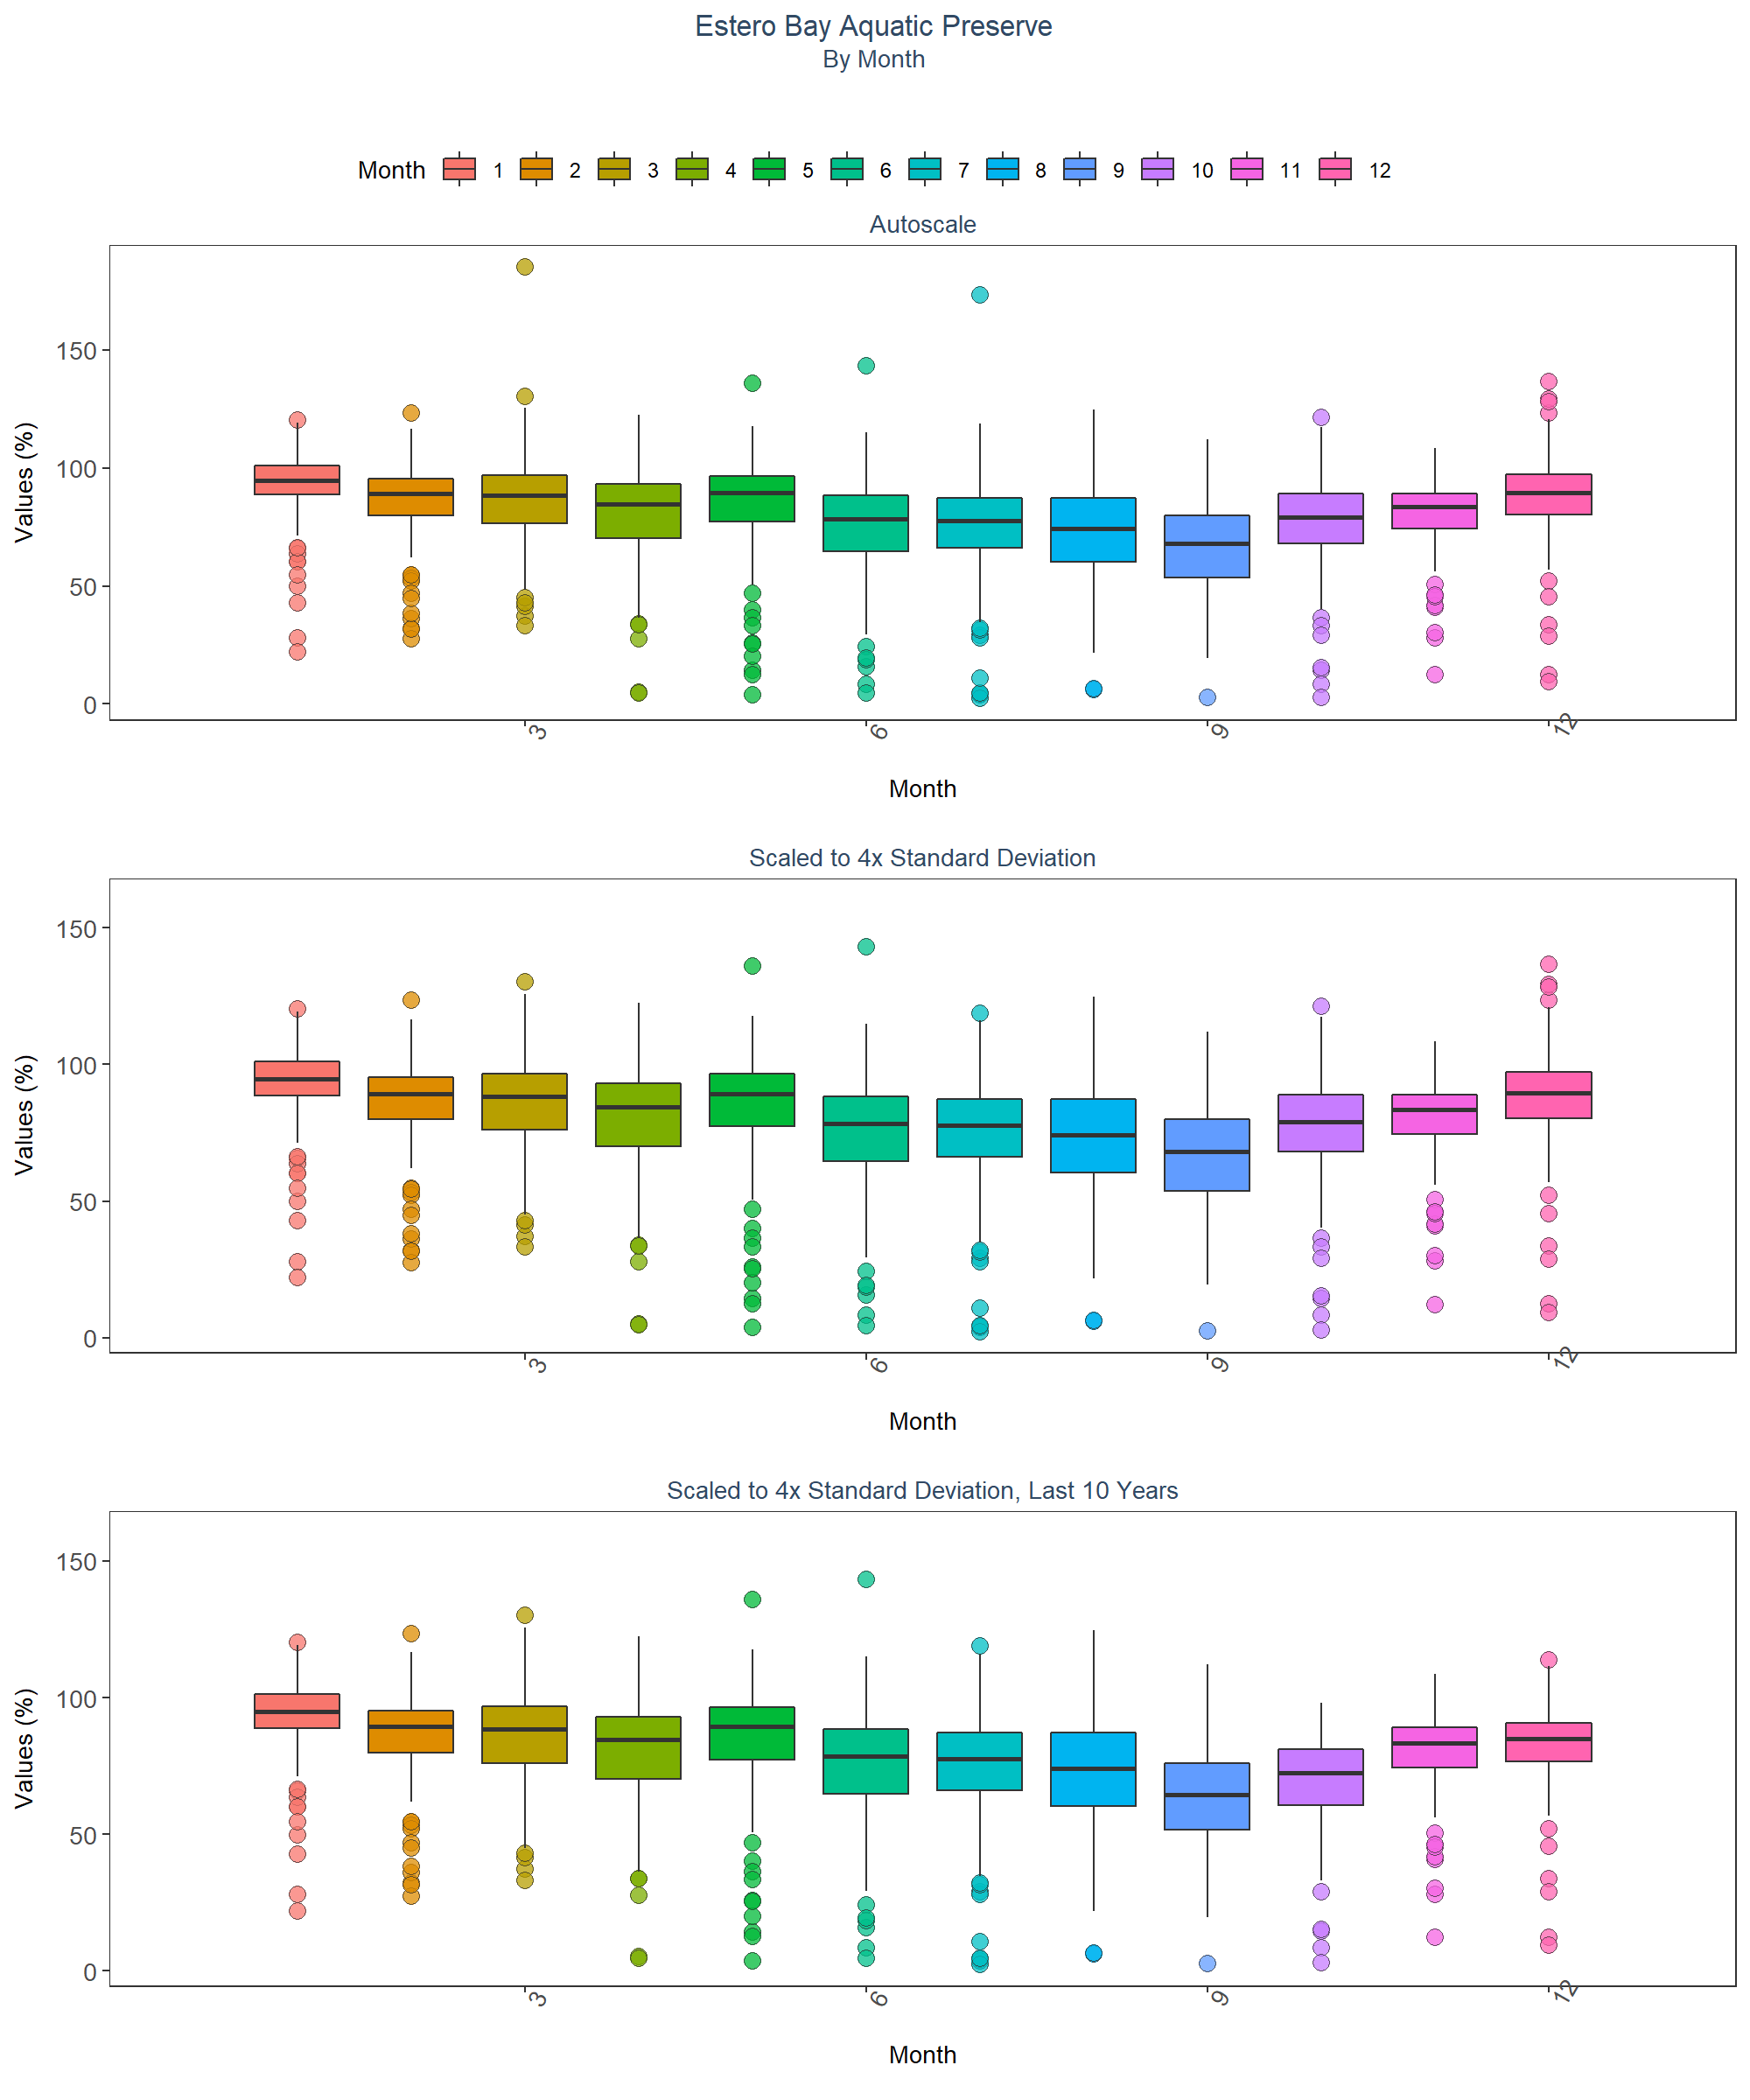 Estero Bay Aquatic Preserve
By Month
Month 1 2 3 4 5 6 7 8 9 10 11 12
Autoscale
Values (%)
150
100
50
0
3 6 9 12
Month
Scaled to 4x Standard Deviation
Values (%)
150
100
50
0
3 6 9 12
Month
Scaled to 4x Standard Deviation, Last 10 Years
Values (%)
150
100
50
0
3 6 9 12
Month